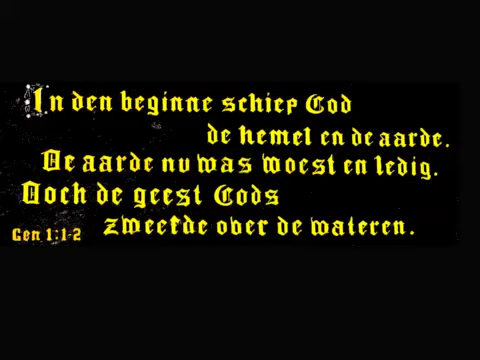 In den beginne schiep God
de hemel en de aarde.
De aarde nu was woest en ledig.
Doch de geest Gods
zweefde over de wateren.
Gen 1:1-2